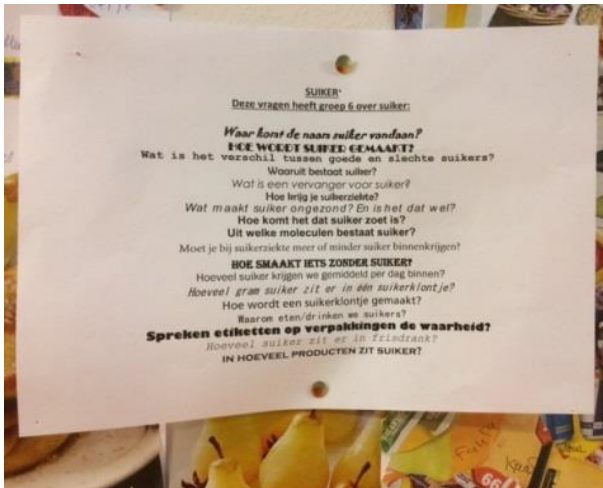 SUIKER
Deze vragen heeft groep 6 over suiker:
Waar komt de naam suiker vandaan?
HOE WORDT SUIKER GEMAAKT?
Wat is het verschil tussen goede en slechte suikers?
Waaruit bestaat suiker?
Wat is een vervanger voor suiker?
Hoe krijg je suikerziekte?
Wat maakt suiker ongezond? En is het dat wel?
Hoe komt het dat suiker zoet is?
Uit welke moleculen bestaat suiker?
Moet je bij suikerziekte meer of minder suiker binnenkrijgen?
HOE SMAAKT IETS ZONDER SUIKER?
Hoeveel suiker krijgen we gemiddeld per dag binnen?
Hoeveel gram suiker zit er in één suikerklontje?
Hoe wordt een suikerklontje gemaakt?
Waarom eten/drinken we suikers?
Spreken etiketten op verpakkingen de waarheid?
Hoeveel suiker zit er in frisdrank?
IN HOEVEEL PRODUCTEN ZIT SUIKER?